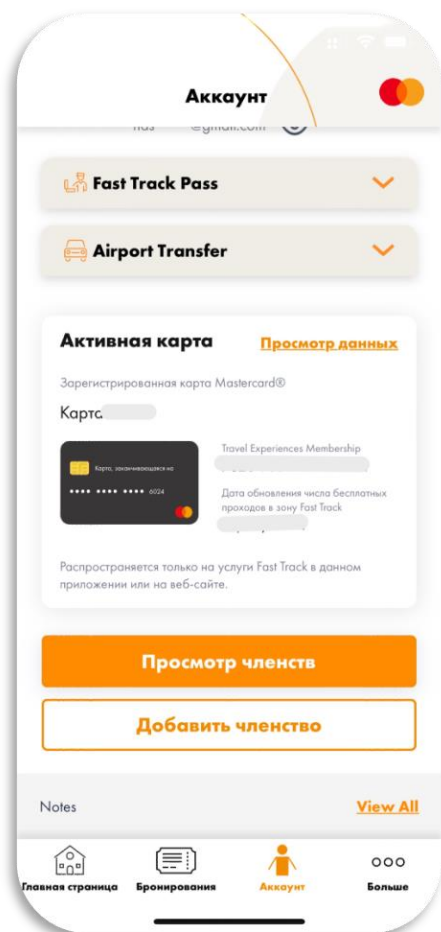 Аккаунт
@gmail.com
Fast Track Pass
Airport Transfer
Активная карта
Просмотр данных
Зарегистрированная карта Mastercard®
Карта
Travel Experiences Membership
Карта, заканчивающаяся на
•••• •••• •••• 6024
Дата обновления числа бесплатных
проходов в зону Fast Track
Распространяется только на услуги Fast Track в данном
приложении или на веб-сайте.
Просмотр членств
Добавить членство
Notes
View All
Главная страница
Бронирования
Аккаунт
Больше